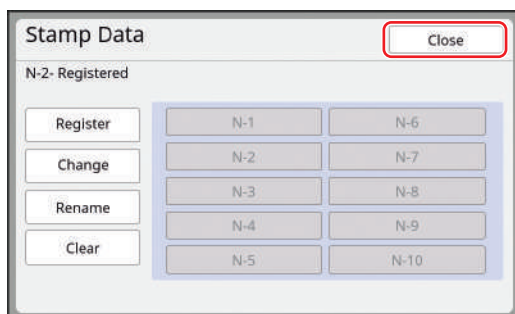 Stamp Data
Close
N-2- Registered
Register
Change
Rename
Clear
N-1
N-6
N-2
N-7
N-3
N-8
N-4
N-9
N-5
N-10